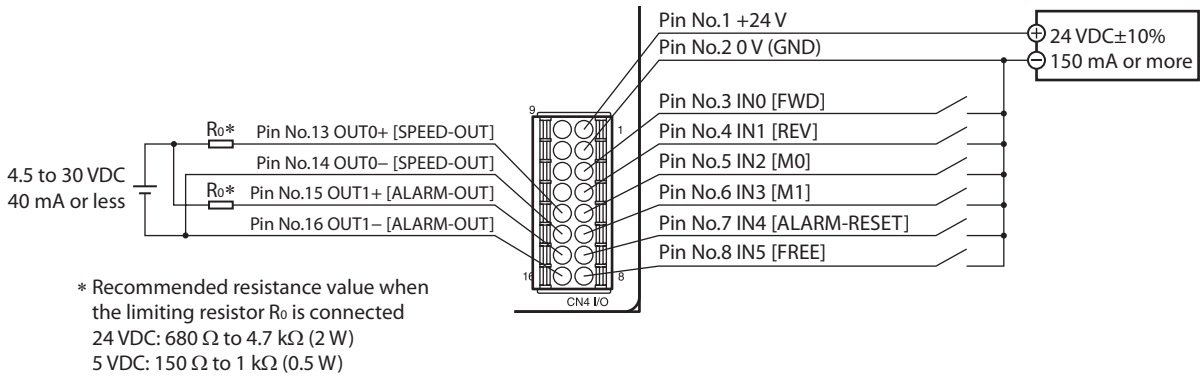 Pin No.1 +24 V
Pin No.2 0 V (GND)
24 VDC±10%
150 mA or more
Pin No.3 IN0 [FWD]
Pin No.4 IN1 [REV]
Pin No.5 IN2 [M0]
Pin No.6 IN3 [M1]
Pin No.7 IN4 [ALARM-RESET]
Pin No.8 IN5 [FREE]
9
1
16
8
CN4 I/O
R₀*
Pin No.13 OUT0+ [SPEED-OUT]
Pin No.14 OUT0− [SPEED-OUT]
R₀*
Pin No.15 OUT1+ [ALARM-OUT]
Pin No.16 OUT1− [ALARM-OUT]
4.5 to 30 VDC
40 mA or less
* Recommended resistance value when
the limiting resistor R₀ is connected
24 VDC: 680 Ω to 4.7 kΩ (2 W)
5 VDC: 150 Ω to 1 kΩ (0.5 W)